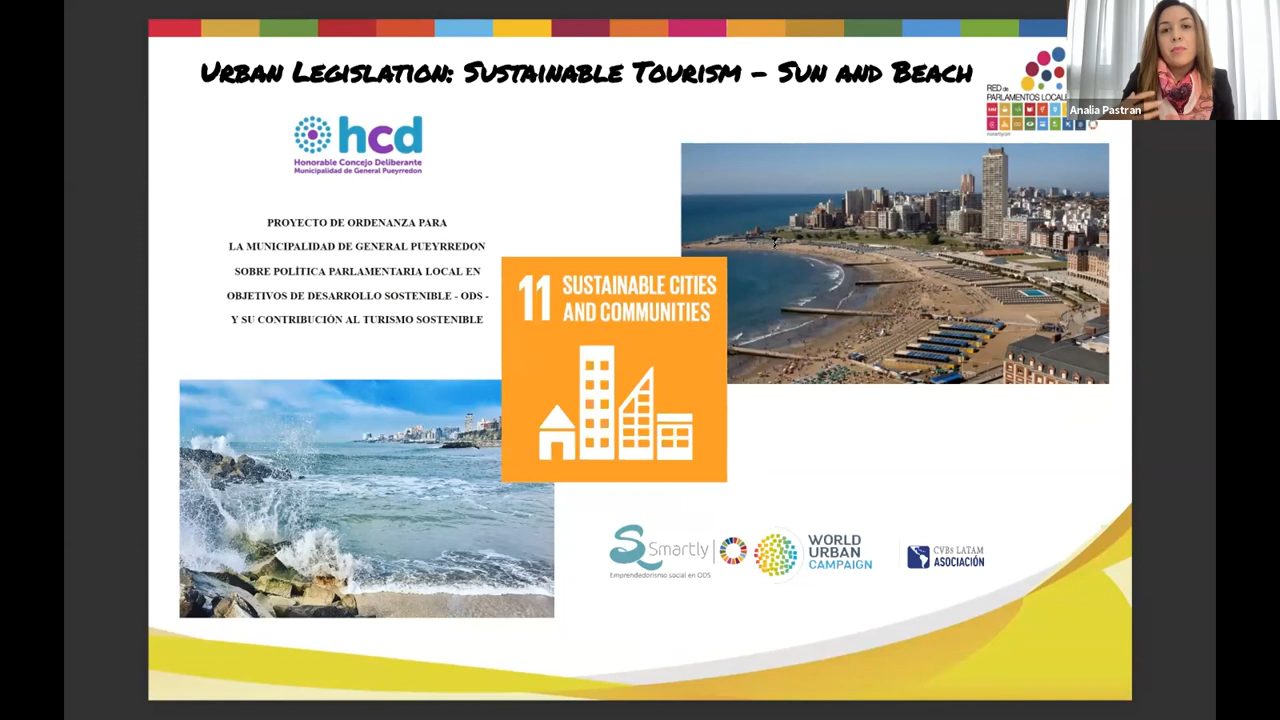 Urban Legislation: Sustainable Tourism – Sun and Beach
RED de
PARLAMENTOS LOCALES
Analia Pastran
hcd
Honorable Concejo Deliberante
Municipalidad de General Pueyrredon
PROYECTO DE ORDENANZA PARA
LA MUNICIPALIDAD DE GENERAL PUEYRREDON
SOBRE POLÍTICA PARLAMENTARIA LOCAL EN
OBJETIVOS DE DESARROLLO SOSTENIBLE - ODS -
Y SU CONTRIBUCIÓN AL TURISMO SOSTENIBLE
11 SUSTAINABLE CITIES
AND COMMUNITIES
Smartly
Emprendedorismo social en ODS
WORLD
URBAN
CAMPAIGN
CVBs LATAM
ASOCIACIÓN